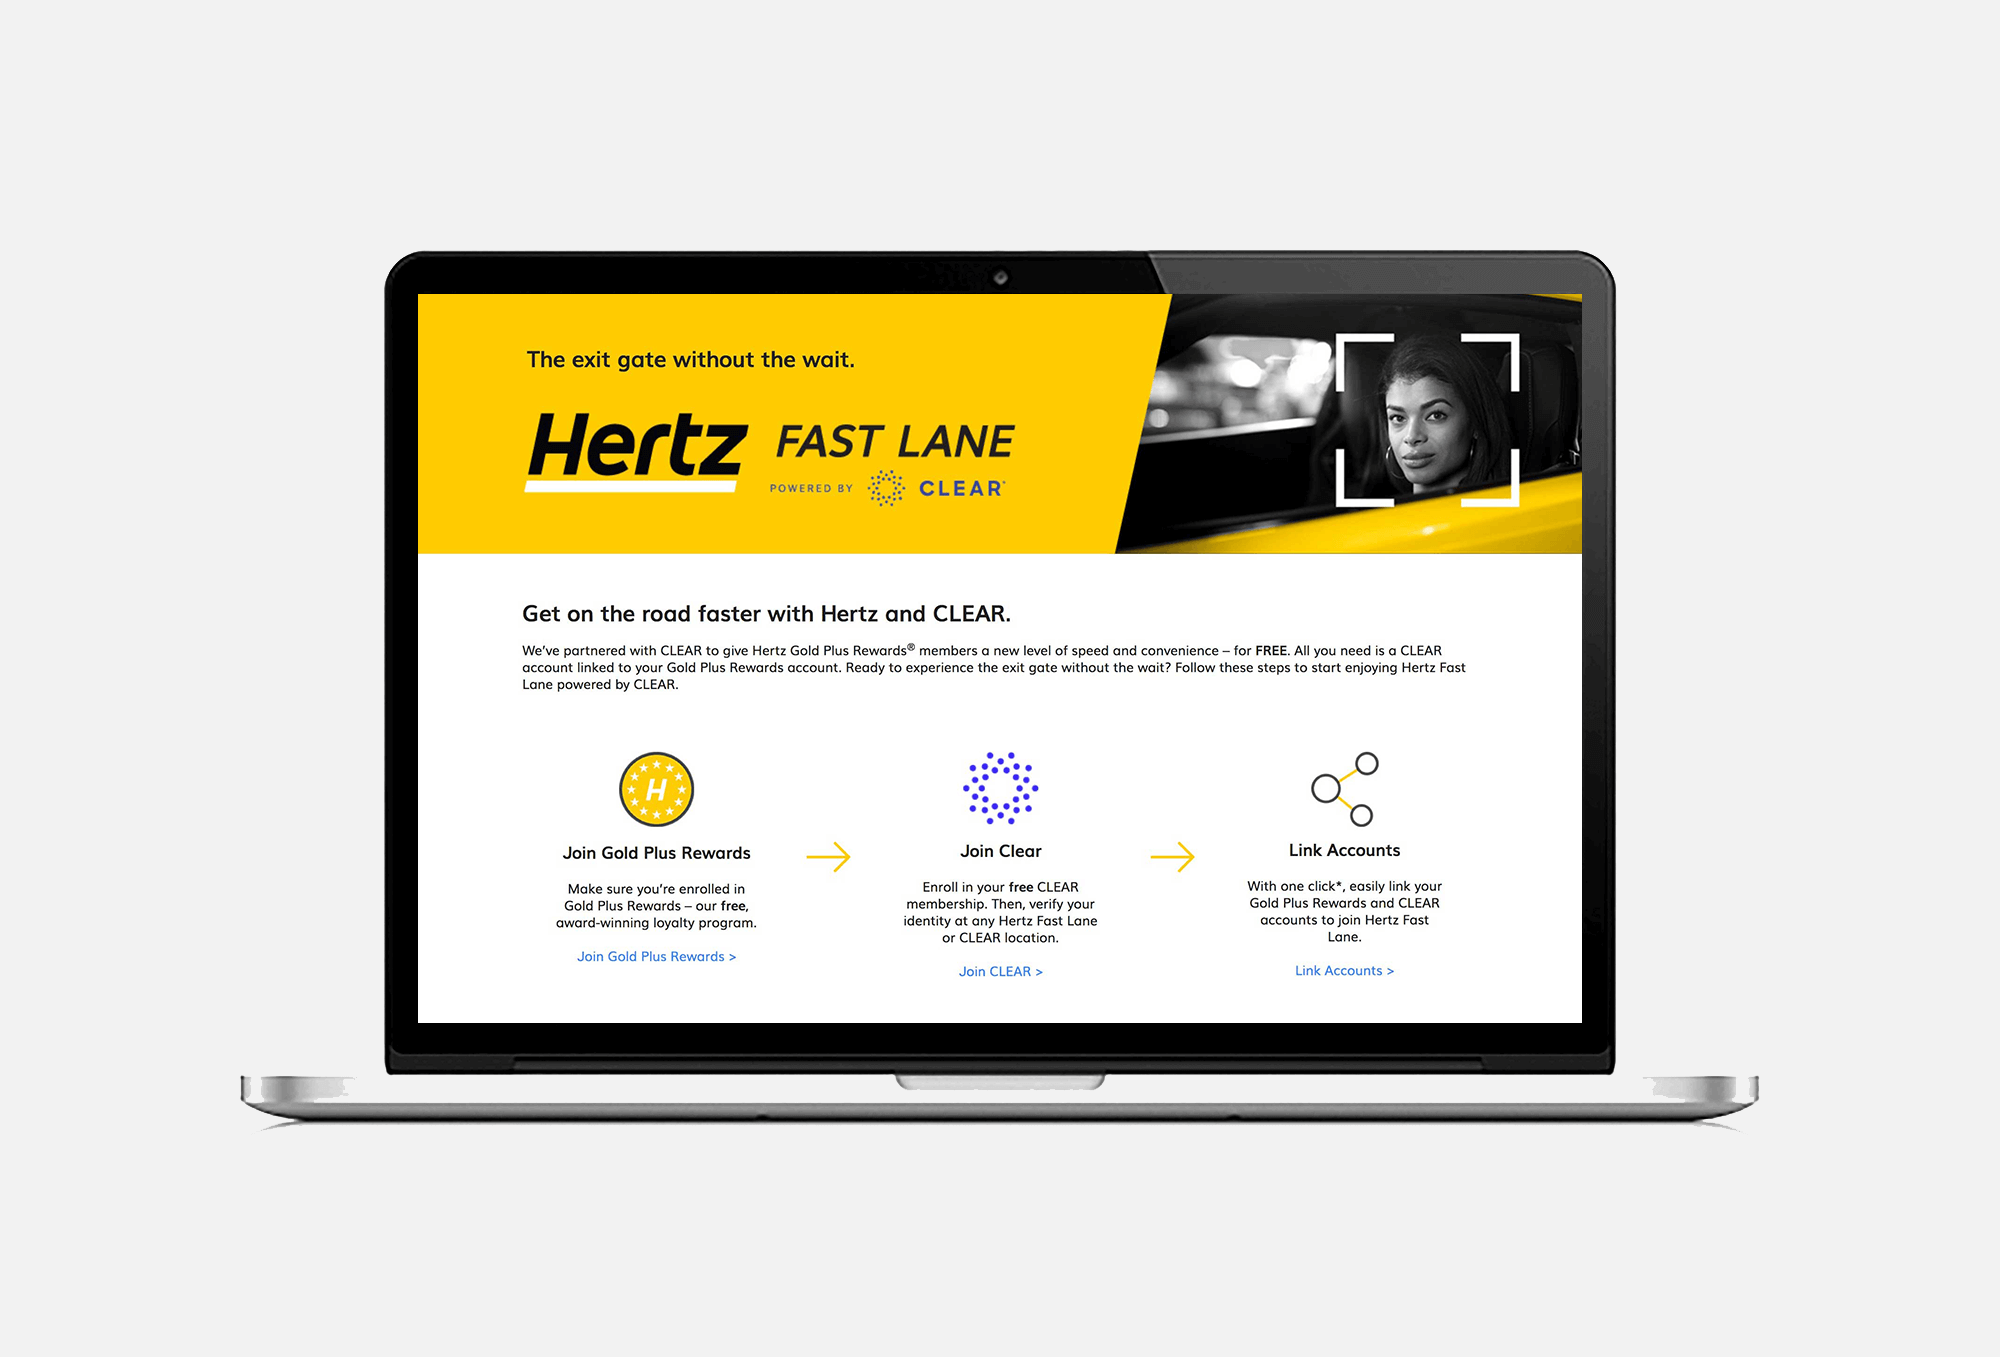 The exit gate without the wait.
Hertz FAST LANE
POWERED BY CLEAR
Get on the road faster with Hertz and CLEAR.
We've partnered with CLEAR to give Hertz Gold Plus Rewards® members a new level of speed and convenience – for FREE. All you need is a CLEAR
account linked to your Gold Plus Rewards account. Ready to experience the exit gate without the wait? Follow these steps to start enjoying Hertz Fast
Lane powered by CLEAR.
H
Join Gold Plus Rewards
Make sure you're enrolled in
Gold Plus Rewards – our free,
award-winning loyalty program.
Join Gold Plus Rewards >
Join Clear
Enroll in your free CLEAR
membership. Then, verify your
identity at any Hertz Fast Lane
or CLEAR location.
Join CLEAR >
Link Accounts
With one click*, easily link your
Gold Plus Rewards and CLEAR
accounts to join Hertz Fast
Lane.
Link Accounts >